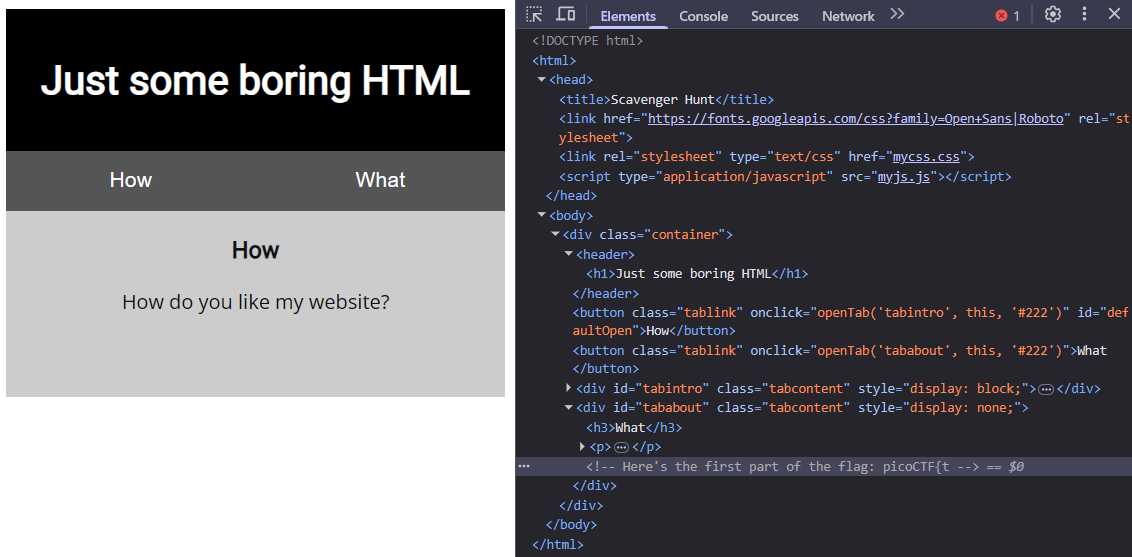 Just some boring HTML
How
What
How
How do you like my website?
Elements
Console
Sources
Network
1
<!DOCTYPE html>
<html>
<head>
<title>Scavenger Hunt</title>
<link href="https://fonts.googleapis.com/css?family=Open+Sans|Roboto" rel="st
ylesheet">
<link rel="stylesheet" type="text/css" href="mycss.css">
<script type="application/javascript" src="myjs.js"></script>
</head>
<body>
<div class="container">
<header>
<h1>Just some boring HTML</h1>
</header>
<button class="tablink" onclick="openTab('tabintro', this, '#222')" id="def
aultOpen">How</button>
<button class="tablink" onclick="openTab('tababout', this, '#222')">What
</button>
<div id="tabintro" class="tabcontent" style="display: block;">…</div>
<div id="tababout" class="tabcontent" style="display: none;">
<h3>What</h3>
<p>…</p>
<!-- Here's the first part of the flag: picoCTF{t --> == $0
</div>
</div>
</body>
</html>